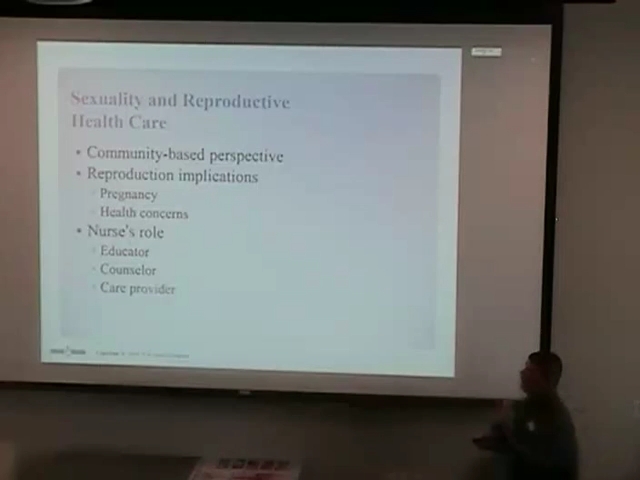 Sexuality and Reproductive
Health Care
• Community-based perspective
• Reproduction implications
Pregnancy
Health concerns
• Nurse's role
Educator
Counselor
Care provider